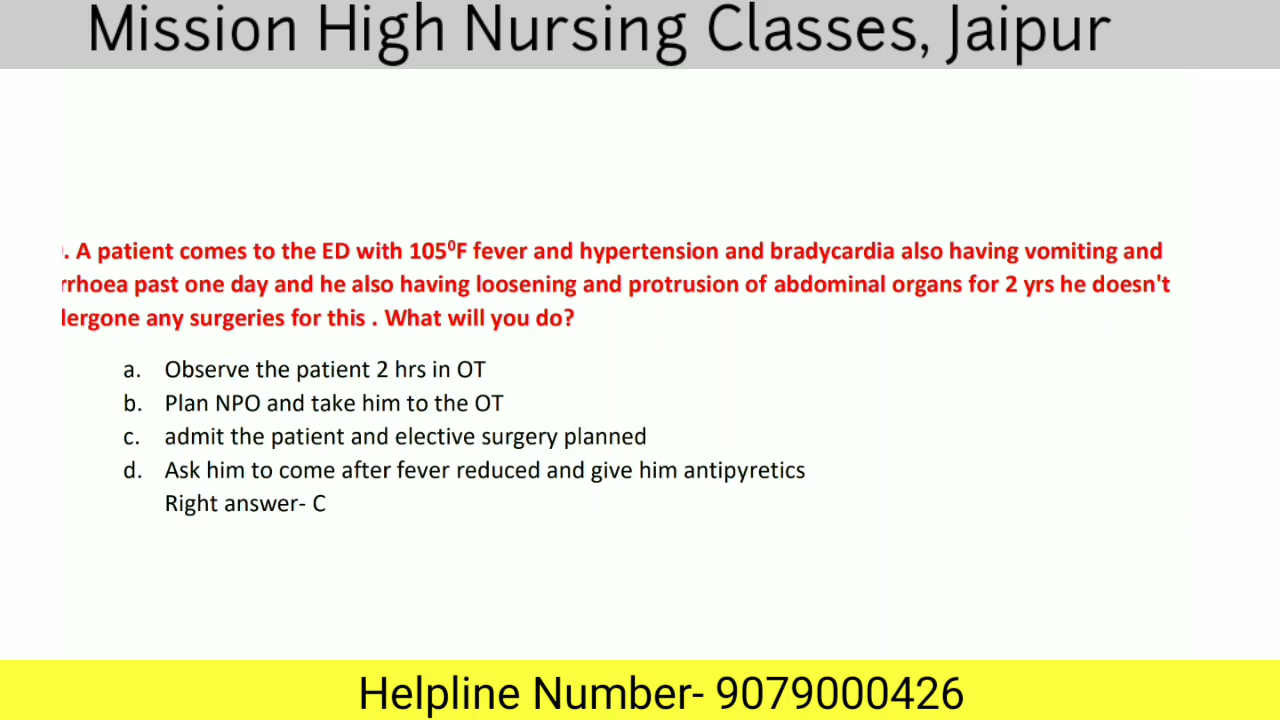 Mission High Nursing Classes, Jaipur
. A patient comes to the ED with 105⁰F fever and hypertension and bradycardia also having vomiting and
rrhoea past one day and he also having loosening and protrusion of abdominal organs for 2 yrs he doesn't
lergone any surgeries for this . What will you do?
a. Observe the patient 2 hrs in OT
b. Plan NPO and take him to the OT
c. admit the patient and elective surgery planned
d. Ask him to come after fever reduced and give him antipyretics
Right answer- C
Helpline Number- 9079000426